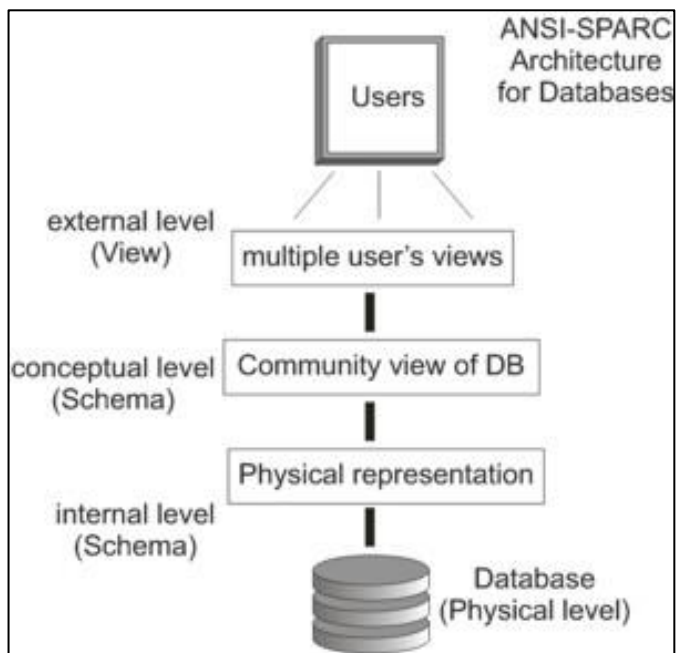 ANSI-SPARC
Architecture
for Databases
Users
external level
(View)
multiple user's views
conceptual level
(Schema)
Community view of DB
Physical representation
internal level
(Schema)
Database
(Physical level)